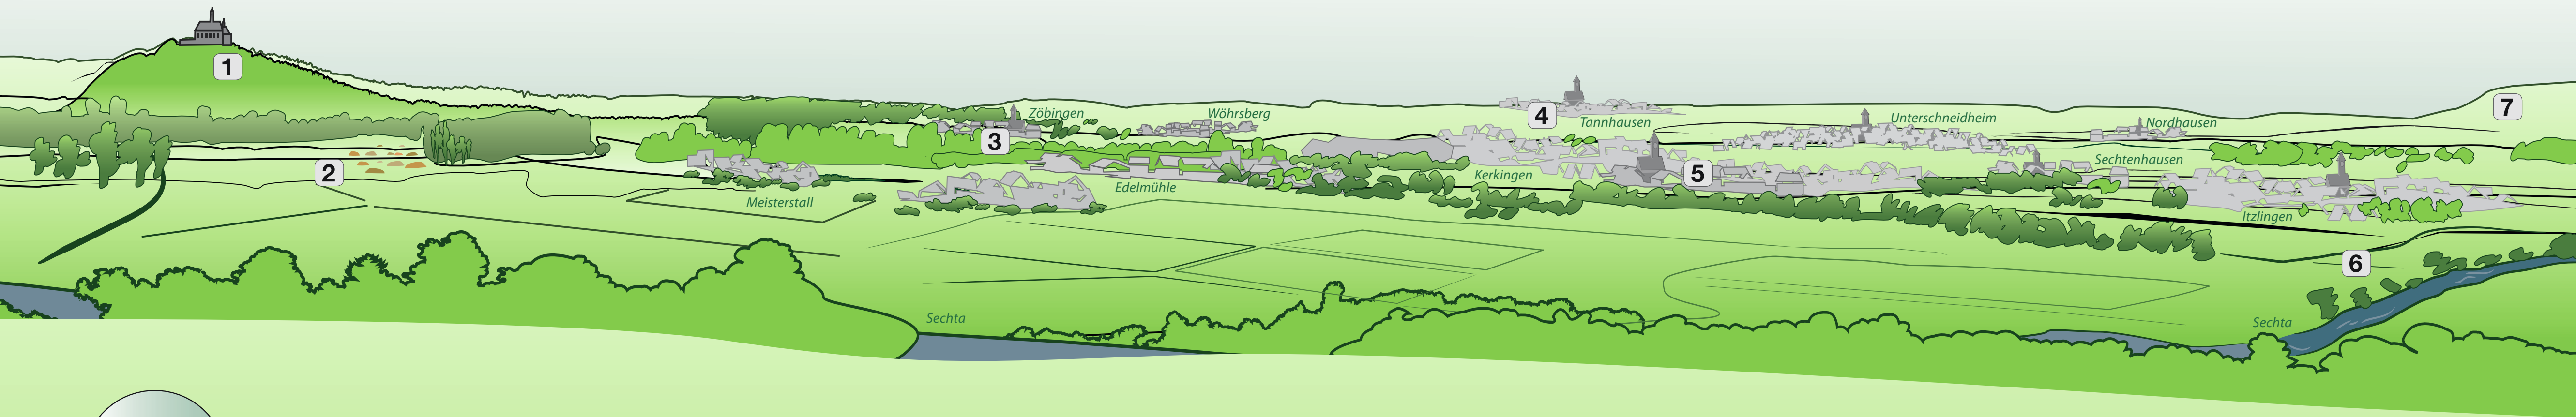 1
2
3
Zöbingen
Wöhrsberg
4
Tannhausen
Unterschneidheim
Nordhausen
7
Meisterstall
Edelmühle
Kerkingen
5
Sechtenhausen
Itzlingen
6
Sechta
Sechta